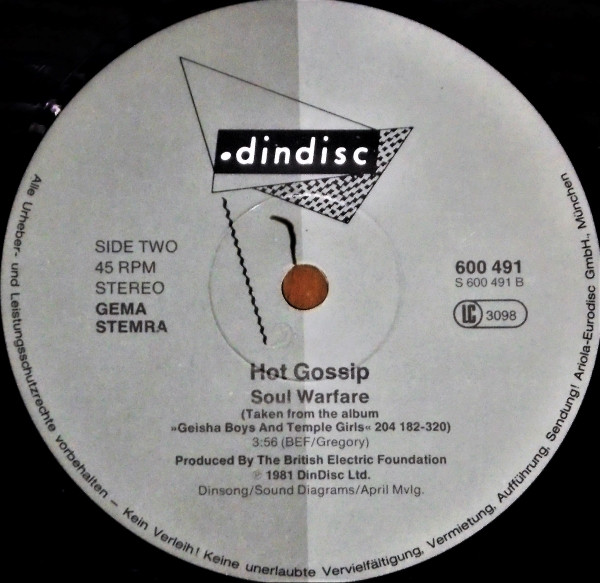 .dindisc
SIDE TWO
45 RPM
STEREO
GEMA
STEMRA
600 491
S 600 491 B
LC 3098
Hot Gossip
Soul Warfare
(Taken from the album
»Geisha Boys And Temple Girls« 204 182-320)
3:56 (BEF/Gregory)
Produced By The British Electric Foundation
℗ 1981 DinDisc Ltd.
Dinsong/Sound Diagrams/April Mvlg.
Alle Urheber- und Leistungsschutzrechte vorbehalten – Kein Verleih! Keine unerlaubte Vervielfältigung, Vermietung, Aufführung, Sendung! Ariola-Eurodisc GmbH., München